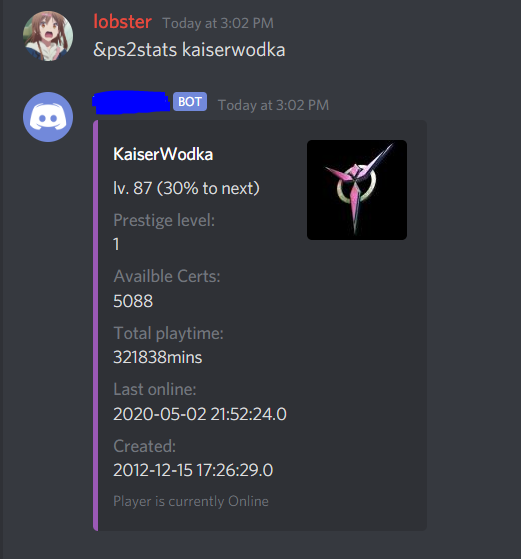 lobster Today at 3:02 PM
&ps2stats kaiserwodka
BOT Today at 3:02 PM
KaiserWodka
lv. 87 (30% to next)
Prestige level:
1
Availble Certs:
5088
Total playtime:
321838mins
Last online:
2020-05-02 21:52:24.0
Created:
2012-12-15 17:26:29.0
Player is currently Online